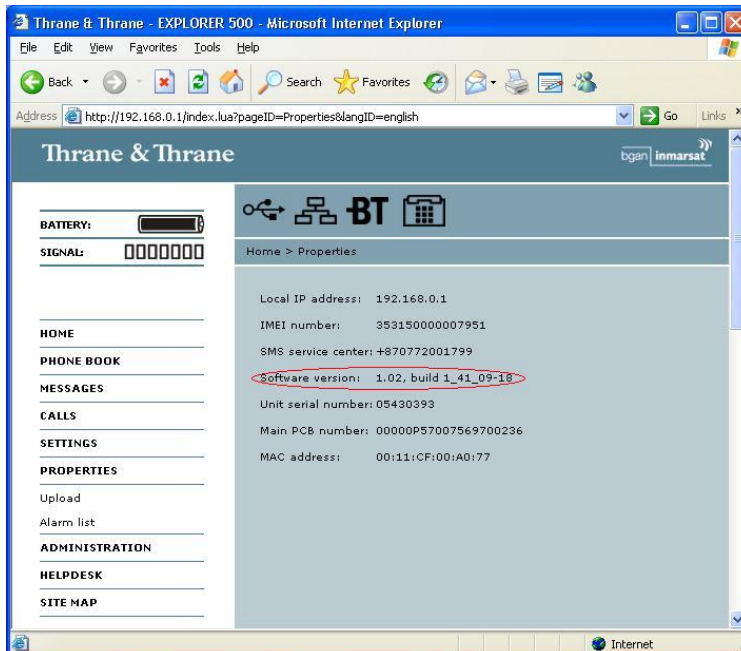 Thrane & Thrane - EXPLORER 500 - Microsoft Internet Explorer
File Edit View Favorites Tools Help
Back Search Favorites
Address http://192.168.0.1/index.lua?pageID=Properties&langID=english Go Links
Thrane & Thrane
bgan inmarsat
BATTERY:
SIGNAL:
BT
Home > Properties
HOME
PHONE BOOK
MESSAGES
CALLS
SETTINGS
PROPERTIES
Upload
Alarm list
ADMINISTRATION
HELPDESK
SITE MAP
Local IP address: 192.168.0.1
IMEI number: 353150000007951
SMS service center: +870772001799
Software version: 1.02, build 1_41_09-18
Unit serial number: 05430393
Main PCB number: 00000P57007569700236
MAC address: 00:11:CF:00:A0:77
Internet